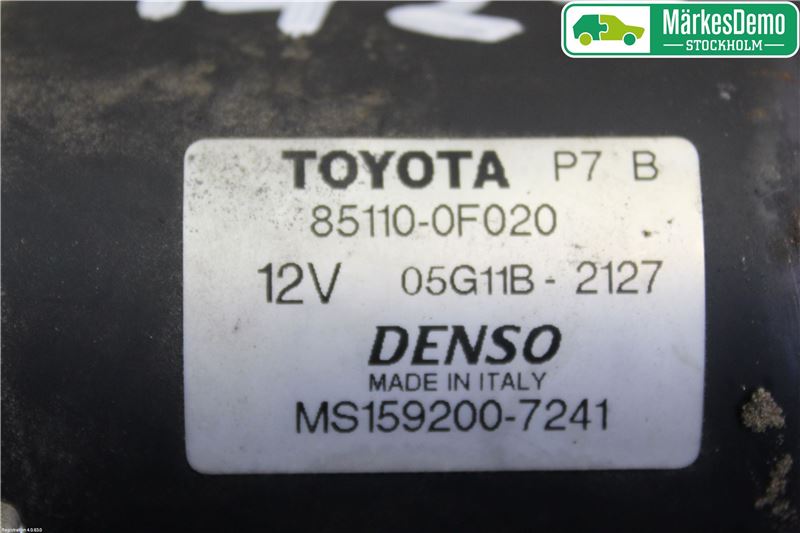 MärkesDemo
STOCKHOLM
TOYOTA P7 B
85110-0F020
12V 05G11B - 2127
DENSO
MADE IN ITALY
MS159200-7241